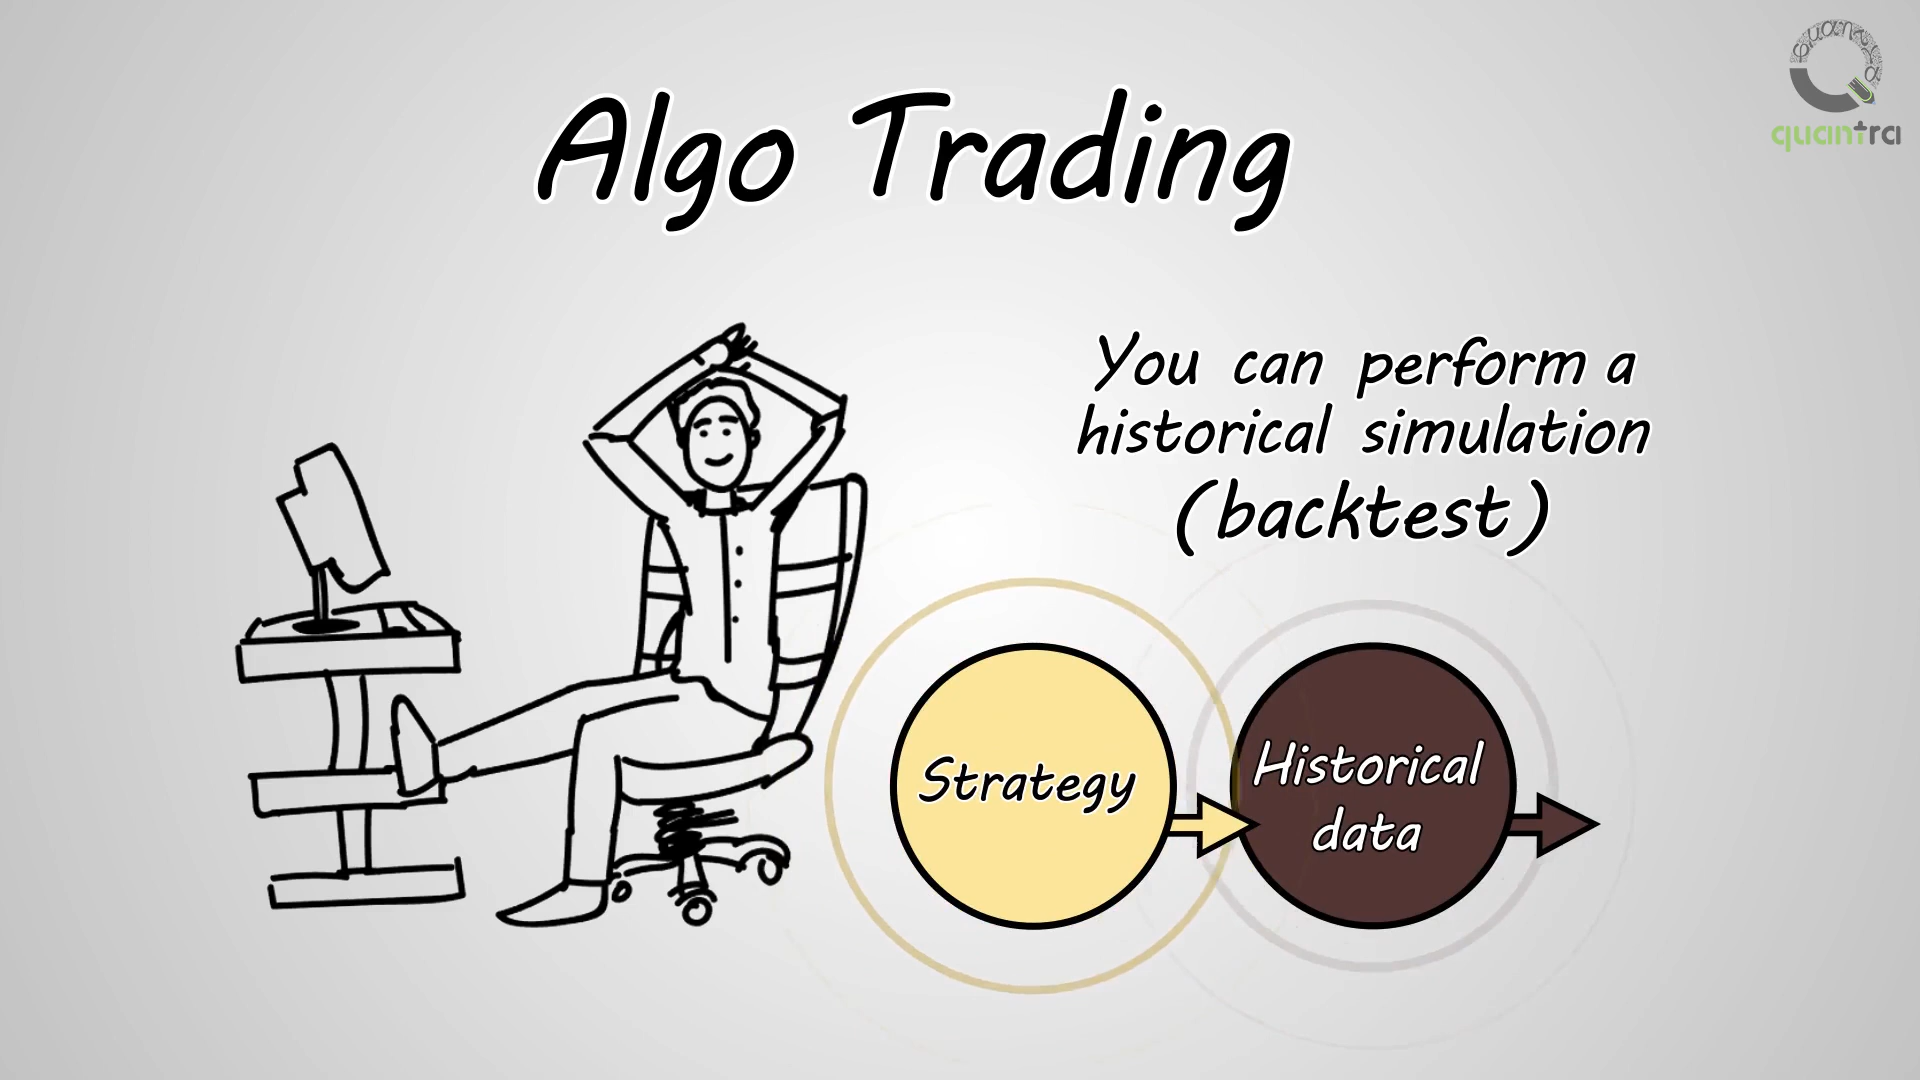 Algo Trading
quantra
You can perform a
historical simulation
(backtest)
Strategy
Historical
data